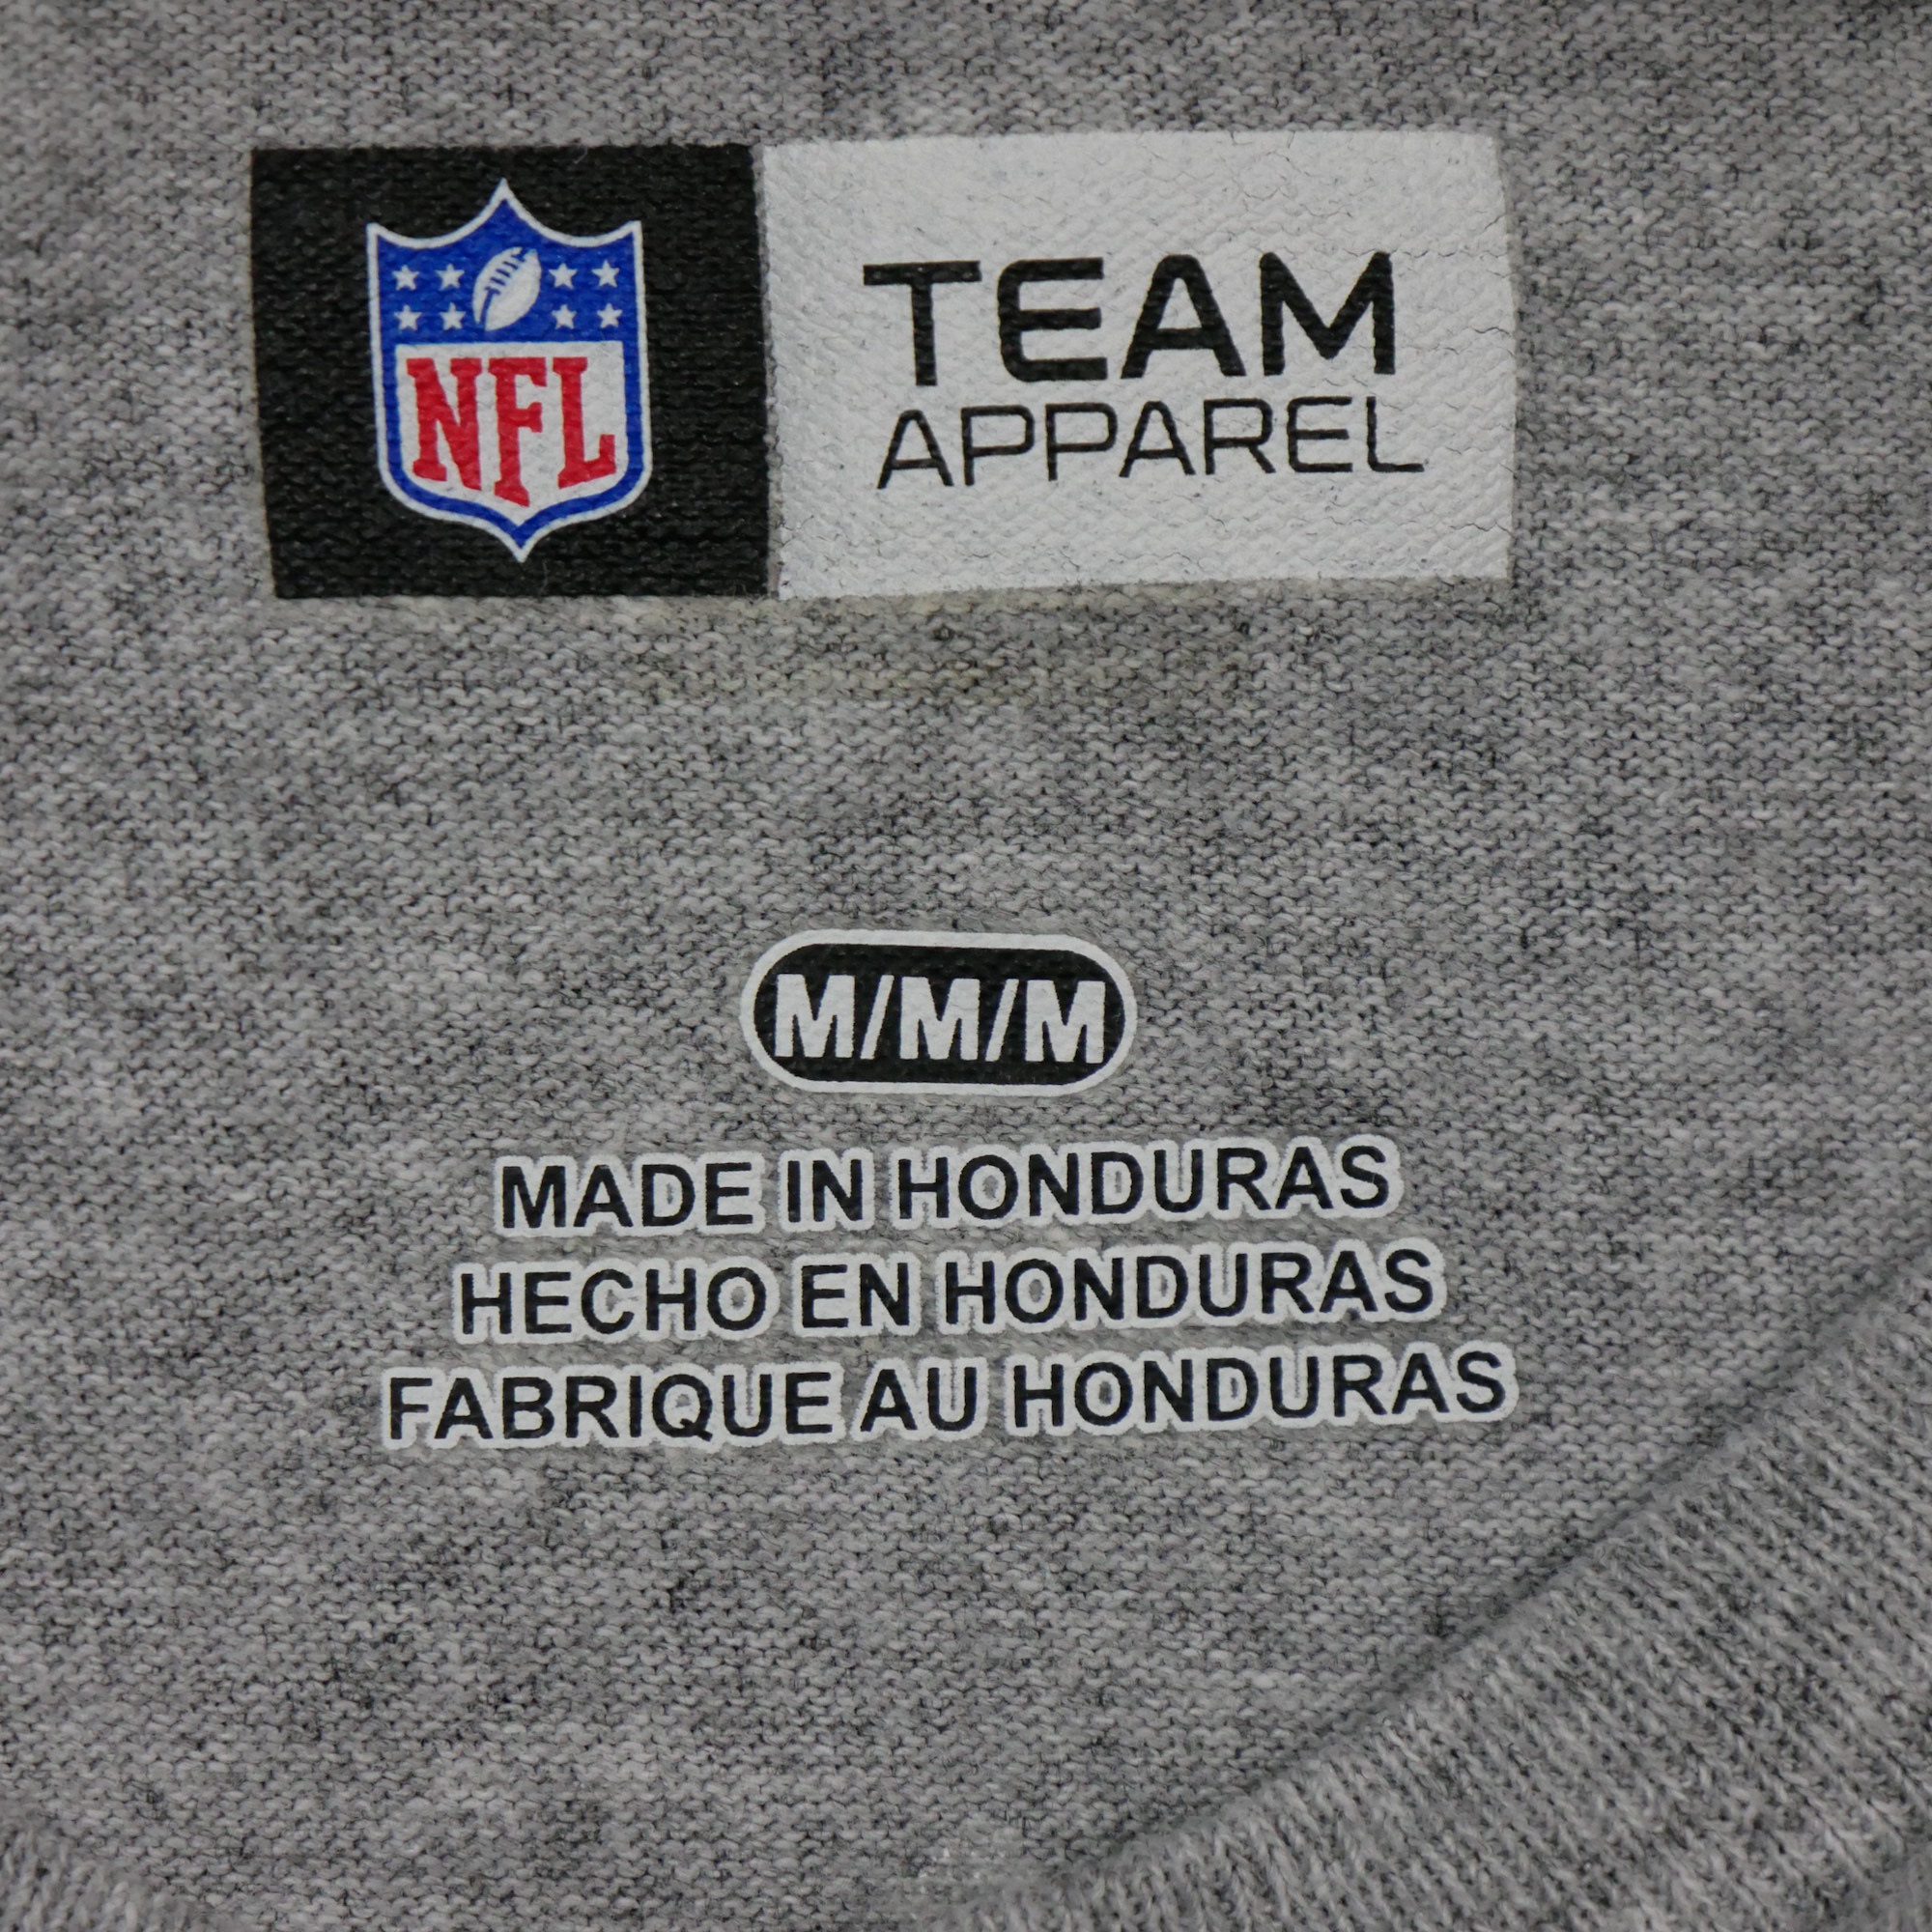 NFL
TEAM
APPAREL
M/M/M
MADE IN HONDURAS
HECHO EN HONDURAS
FABRIQUE AU HONDURAS